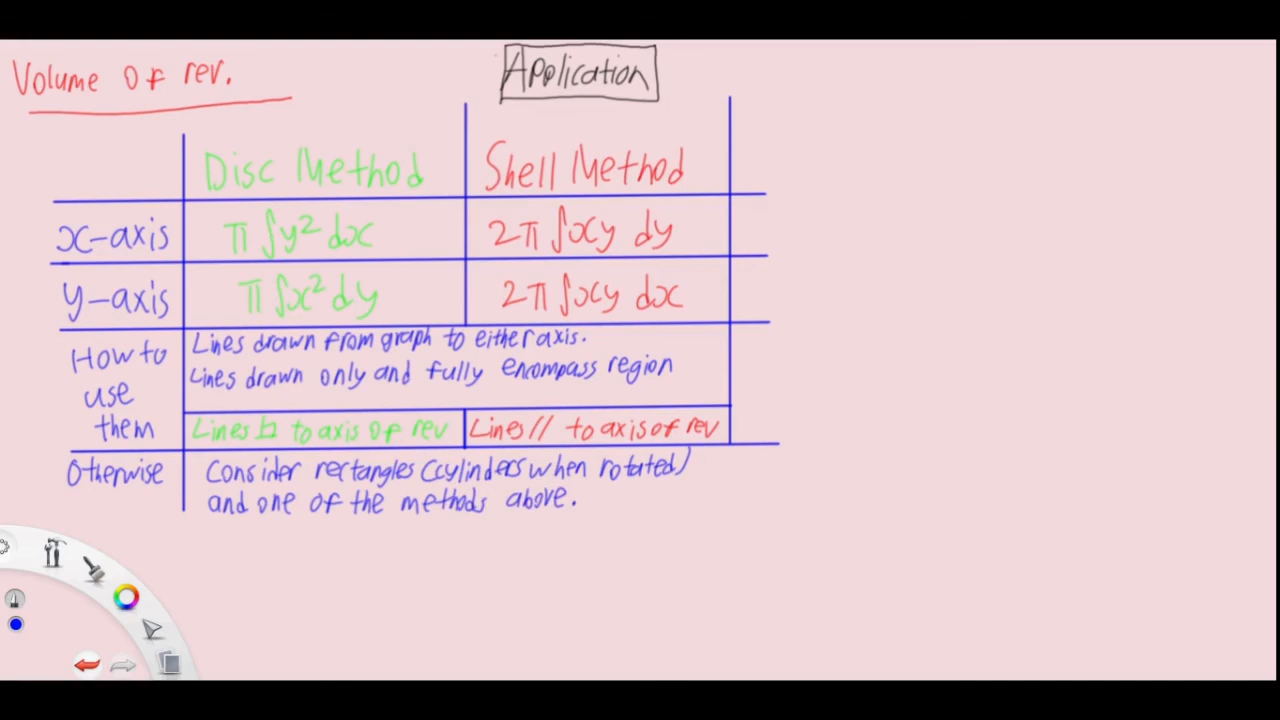 Volume Of rev.
Application
Disc Method
Shell Method
x-axis
π∫y² dx
2π∫xy dy
y-axis
π∫x² dy
2π∫xy dx
How to use them
Lines drawn from graph to either axis.
Lines drawn only and fully encompass region
Lines ⊥ to axis of rev
Lines // to axis of rev
Otherwise
Consider rectangles (cylinders when rotated)
and one of the methods above.